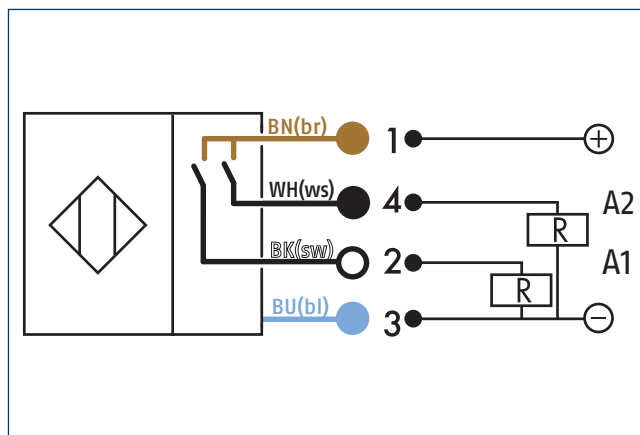 BN(br) 1 +
WH(ws) 4 A2
R
BK(sw) 2 A1
R
BU(bl) 3 −